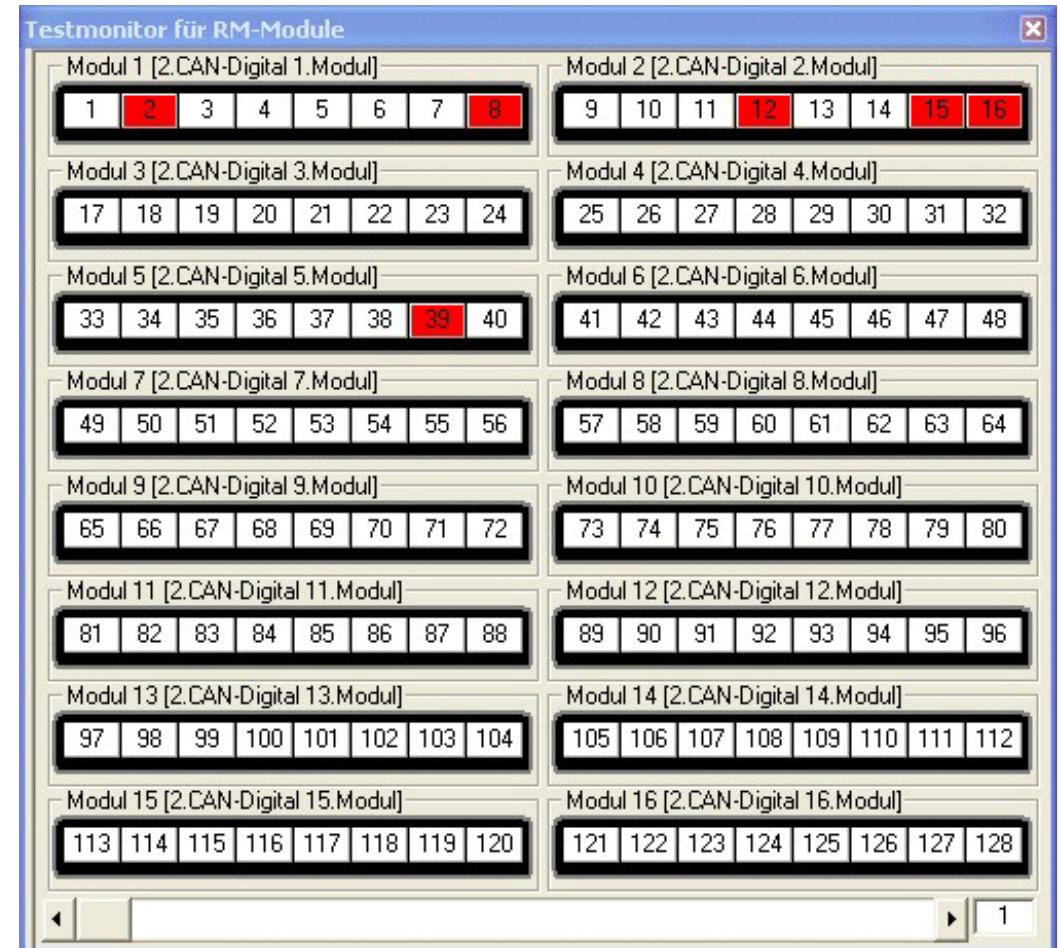 Testmonitor für RM-Module
Modul 1 [2.CAN-Digital 1.Modul]
1 2 3 4 5 6 7 8
Modul 2 [2.CAN-Digital 2.Modul]
9 10 11 12 13 14 15 16
Modul 3 [2.CAN-Digital 3.Modul]
17 18 19 20 21 22 23 24
Modul 4 [2.CAN-Digital 4.Modul]
25 26 27 28 29 30 31 32
Modul 5 [2.CAN-Digital 5.Modul]
33 34 35 36 37 38 39 40
Modul 6 [2.CAN-Digital 6.Modul]
41 42 43 44 45 46 47 48
Modul 7 [2.CAN-Digital 7.Modul]
49 50 51 52 53 54 55 56
Modul 8 [2.CAN-Digital 8.Modul]
57 58 59 60 61 62 63 64
Modul 9 [2.CAN-Digital 9.Modul]
65 66 67 68 69 70 71 72
Modul 10 [2.CAN-Digital 10.Modul]
73 74 75 76 77 78 79 80
Modul 11 [2.CAN-Digital 11.Modul]
81 82 83 84 85 86 87 88
Modul 12 [2.CAN-Digital 12.Modul]
89 90 91 92 93 94 95 96
Modul 13 [2.CAN-Digital 13.Modul]
97 98 99 100 101 102 103 104
Modul 14 [2.CAN-Digital 14.Modul]
105 106 107 108 109 110 111 112
Modul 15 [2.CAN-Digital 15.Modul]
113 114 115 116 117 118 119 120
Modul 16 [2.CAN-Digital 16.Modul]
121 122 123 124 125 126 127 128
1